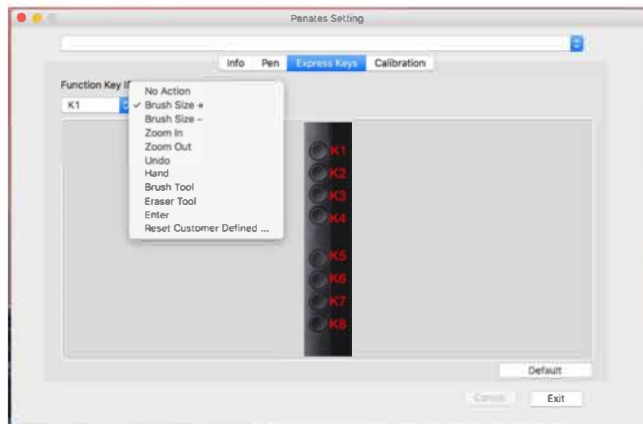 Penates Setting
Info Pen Express Keys Calibration
Function Key
K1
No Action
✓ Brush Size +
Brush Size -
Zoom In
Zoom Out
Undo
Hand
Brush Tool
Eraser Tool
Enter
Reset Customer Defined ...
K1
K2
K3
K4
K5
K6
K7
K8
Default
Cancel Exit